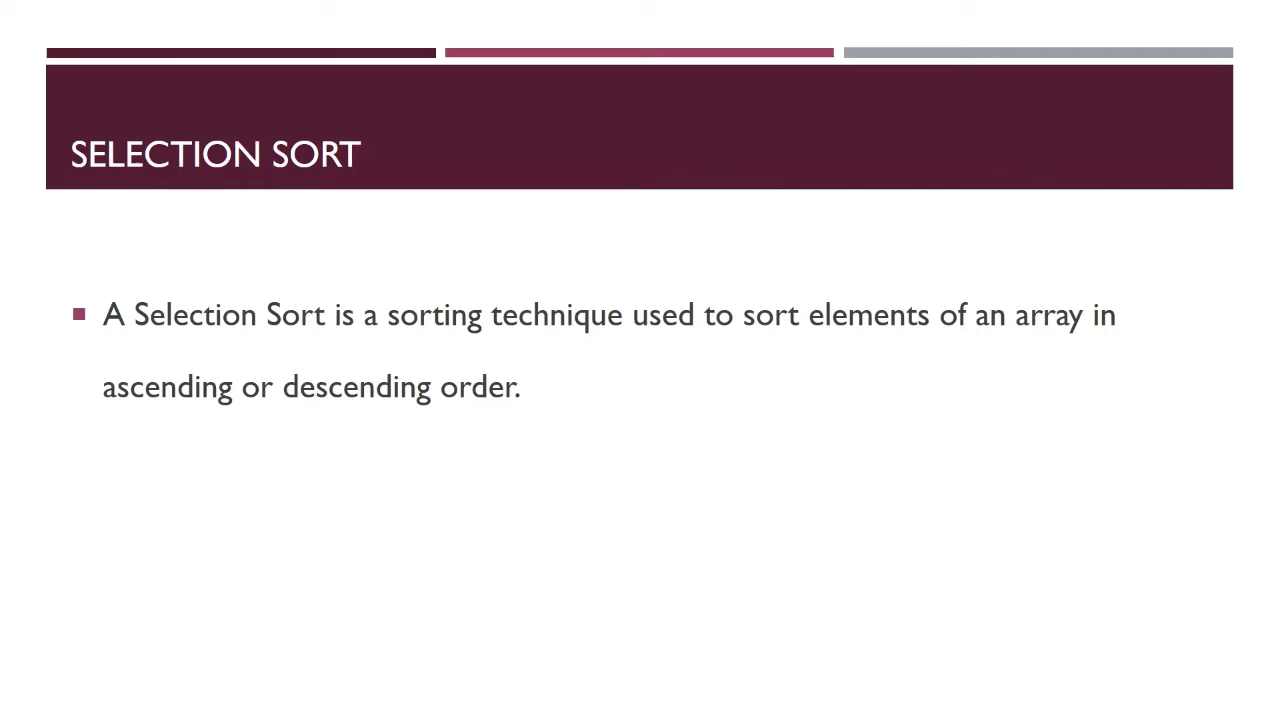 SELECTION SORT
A Selection Sort is a sorting technique used to sort elements of an array in
ascending or descending order.